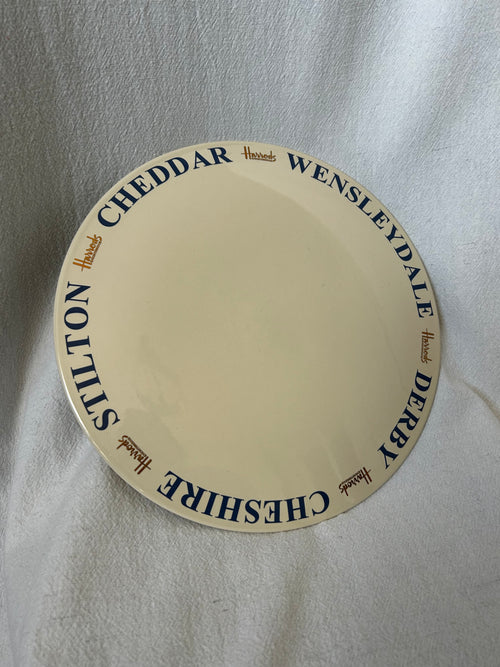 CHEDDAR
Harrods
WENSLEYDALE
Harrods
DERBY
Harrods
CHESHIRE
Harrods
STILTON
Harrods